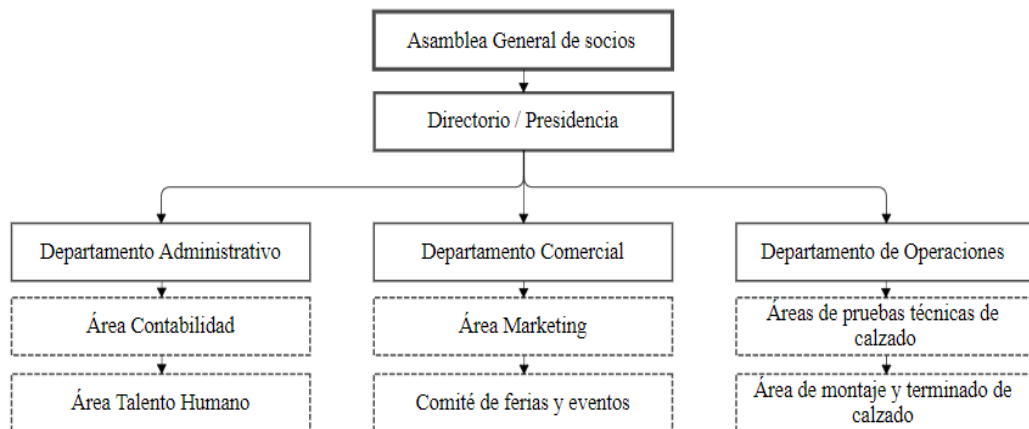 Asamblea General de socios
Directorio / Presidencia
Departamento Administrativo
Departamento Comercial
Departamento de Operaciones
Área Contabilidad
Área Marketing
Áreas de pruebas técnicas de
calzado
Área Talento Humano
Comité de ferias y eventos
Área de montaje y terminado de
calzado